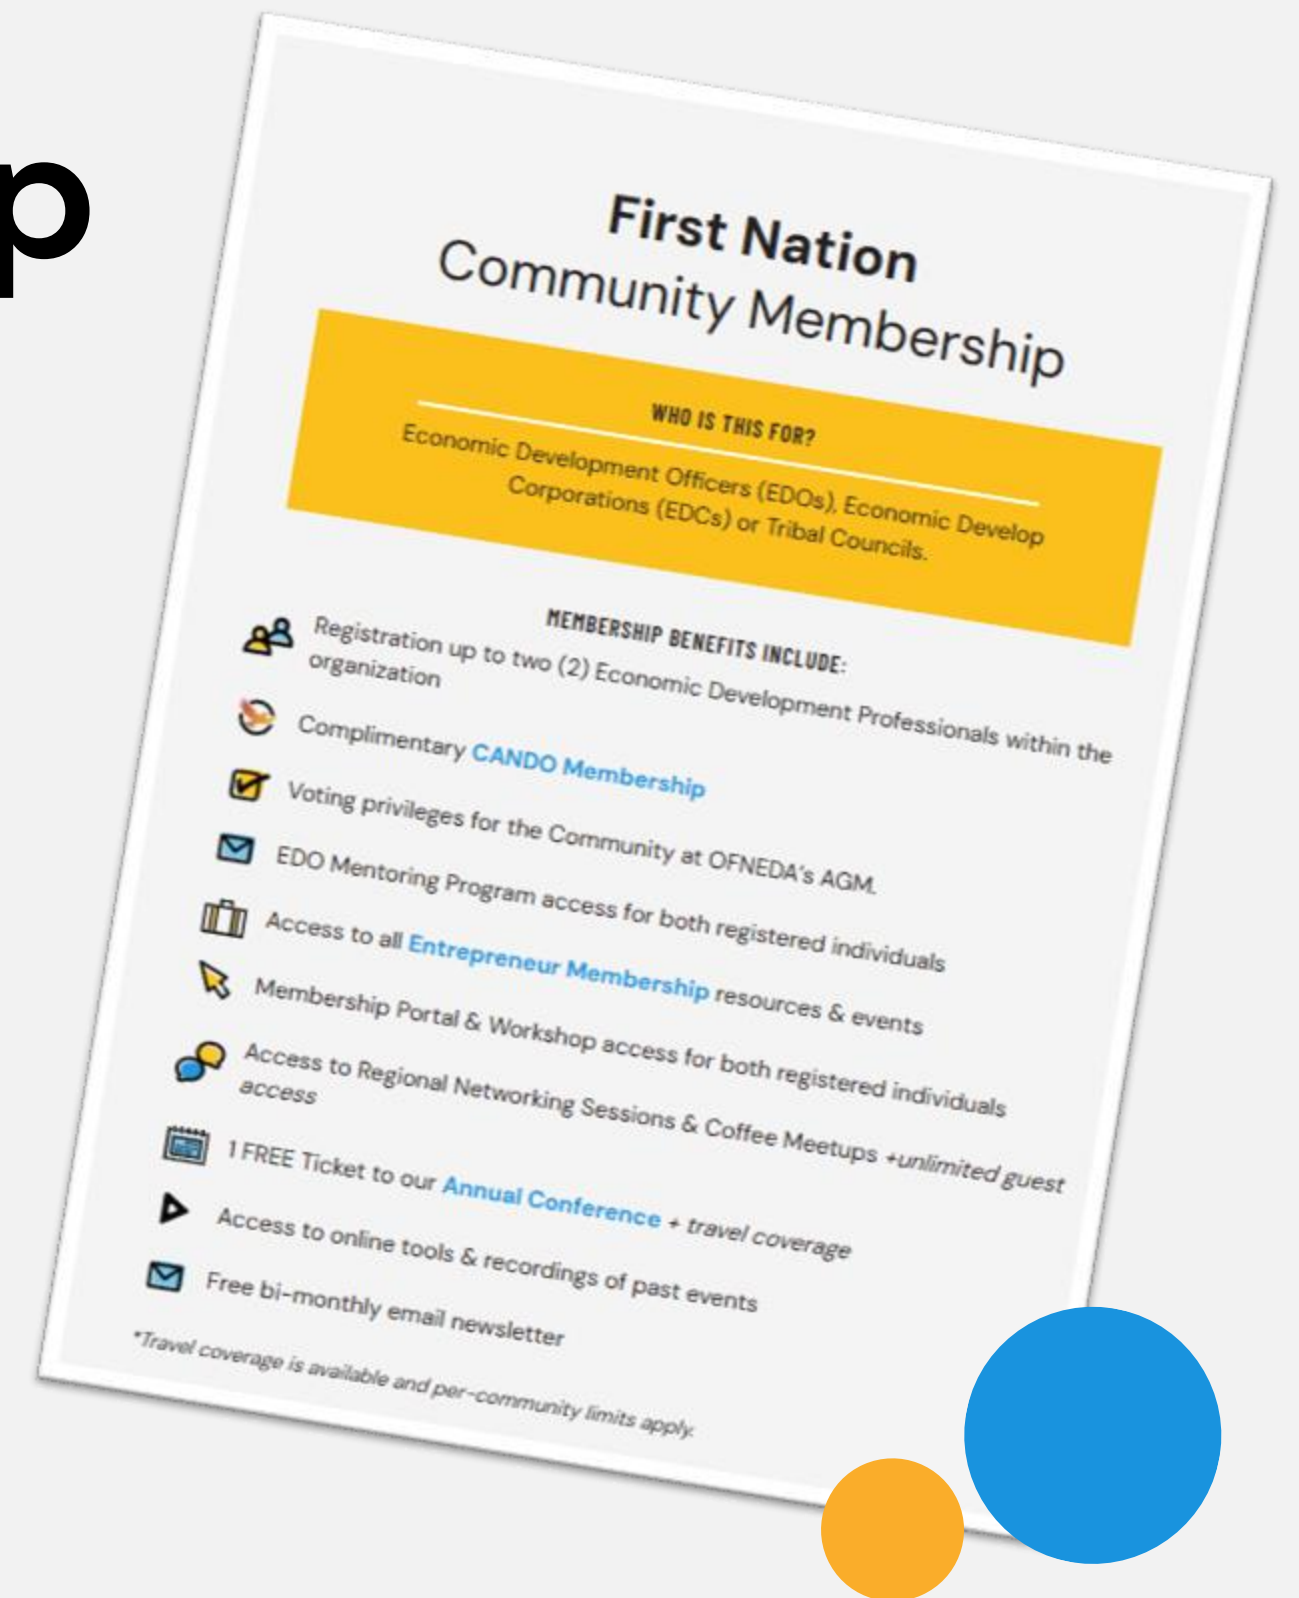 p
First Nation
Community Membership
WHO IS THIS FOR?
Economic Development Officers (EDOs), Economic Develop
Corporations (EDCs) or Tribal Councils.
MEMBERSHIP BENEFITS INCLUDE:
Registration up to two (2) Economic Development Professionals within the
organization
Complimentary CANDO Membership
Voting privileges for the Community at OFNEDA's AGM.
EDO Mentoring Program access for both registered individuals
Access to all Entrepreneur Membership resources & events
Membership Portal & Workshop access for both registered individuals
Access to Regional Networking Sessions & Coffee Meetups +unlimited guest
access
1 FREE Ticket to our Annual Conference + travel coverage
Access to online tools & recordings of past events
Free bi-monthly email newsletter
*Travel coverage is available and per-community limits apply.